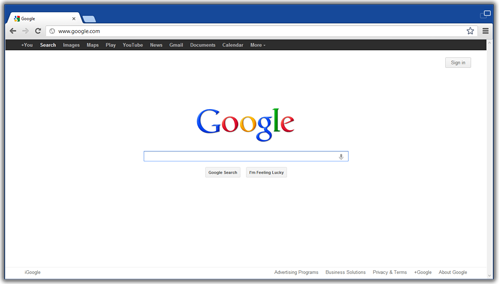 Google
www.google.com
+You Search Images Maps Play YouTube News Gmail Documents Calendar More
Sign in
Google
Google Search I'm Feeling Lucky
iGoogle Advertising Programs Business Solutions Privacy & Terms +Google About Google